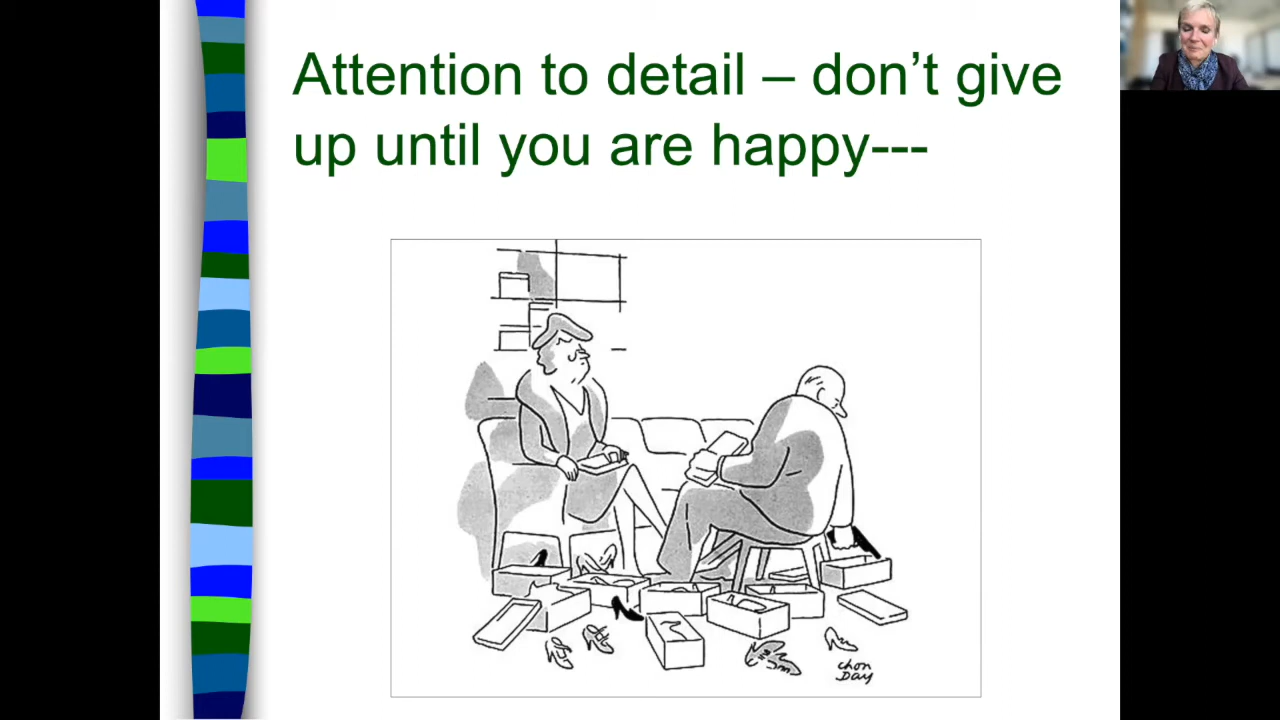 Attention to detail – don’t give
up until you are happy---
Chon
Day